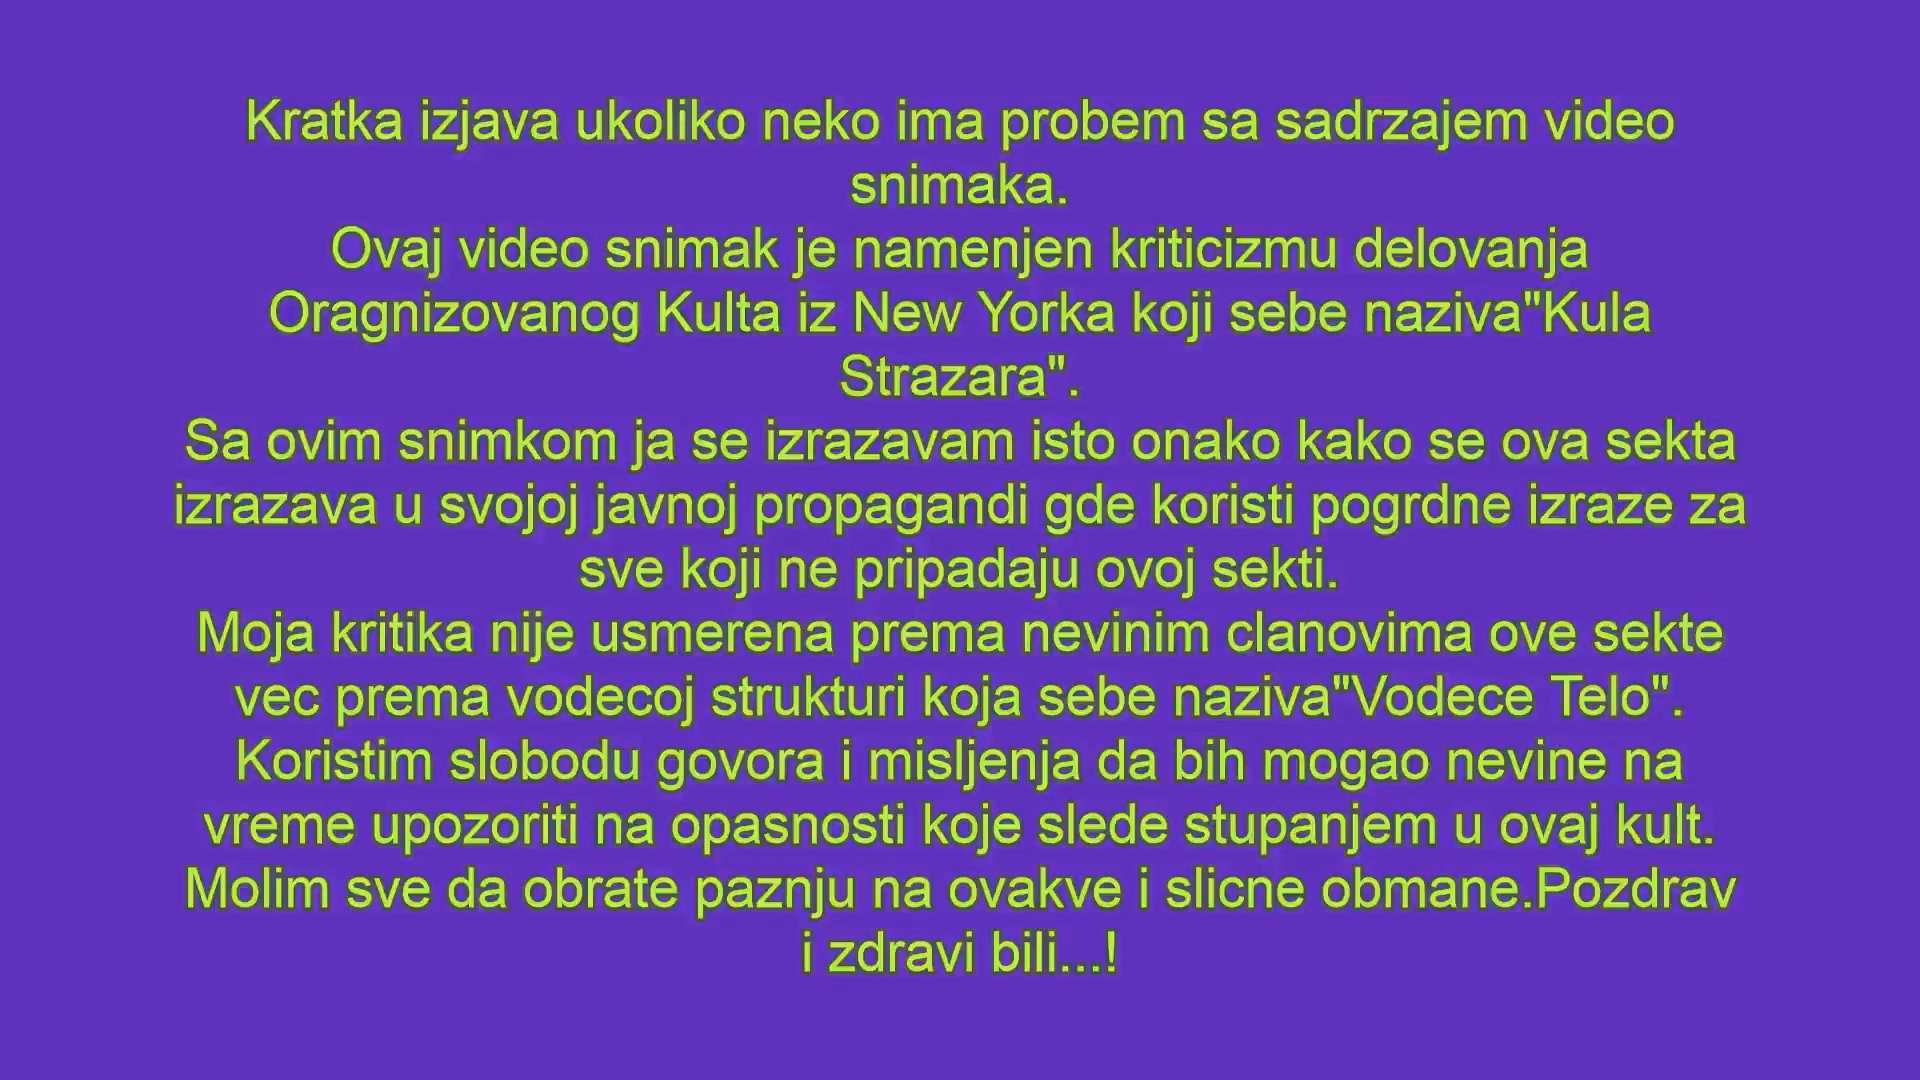 Kratka izjava ukoliko neko ima probem sa sadrzajem video
snimaka.
Ovaj video snimak je namenjen kriticizmu delovanja
Oragnizovanog Kulta iz New Yorka koji sebe naziva"Kula
Strazara".
Sa ovim snimkom ja se izrazavam isto onako kako se ova sekta
izrazava u svojoj javnoj propagandi gde koristi pogrdne izraze za
sve koji ne pripadaju ovoj sekti.
Moja kritika nije usmerena prema nevinim clanovima ove sekte
vec prema vodecoj strukturi koja sebe naziva"Vodece Telo".
Koristim slobodu govora i misljenja da bih mogao nevine na
vreme upozoriti na opasnosti koje slede stupanjem u ovaj kult.
Molim sve da obrate paznju na ovakve i slicne obmane.Pozdrav
i zdravi bili...!